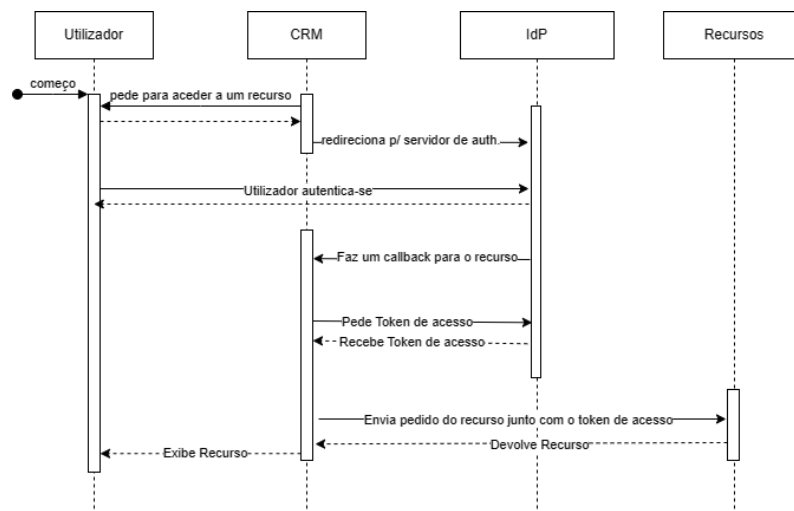 Utilizador
CRM
IdP
Recursos
começo
pede para aceder a um recurso
redireciona p/ servidor de auth.
Utilizador autentica-se
Faz um callback para o recurso
Pede Token de acesso
Recebe Token de acesso
Envia pedido do recurso junto com o token de acesso
Devolve Recurso
Exibe Recurso